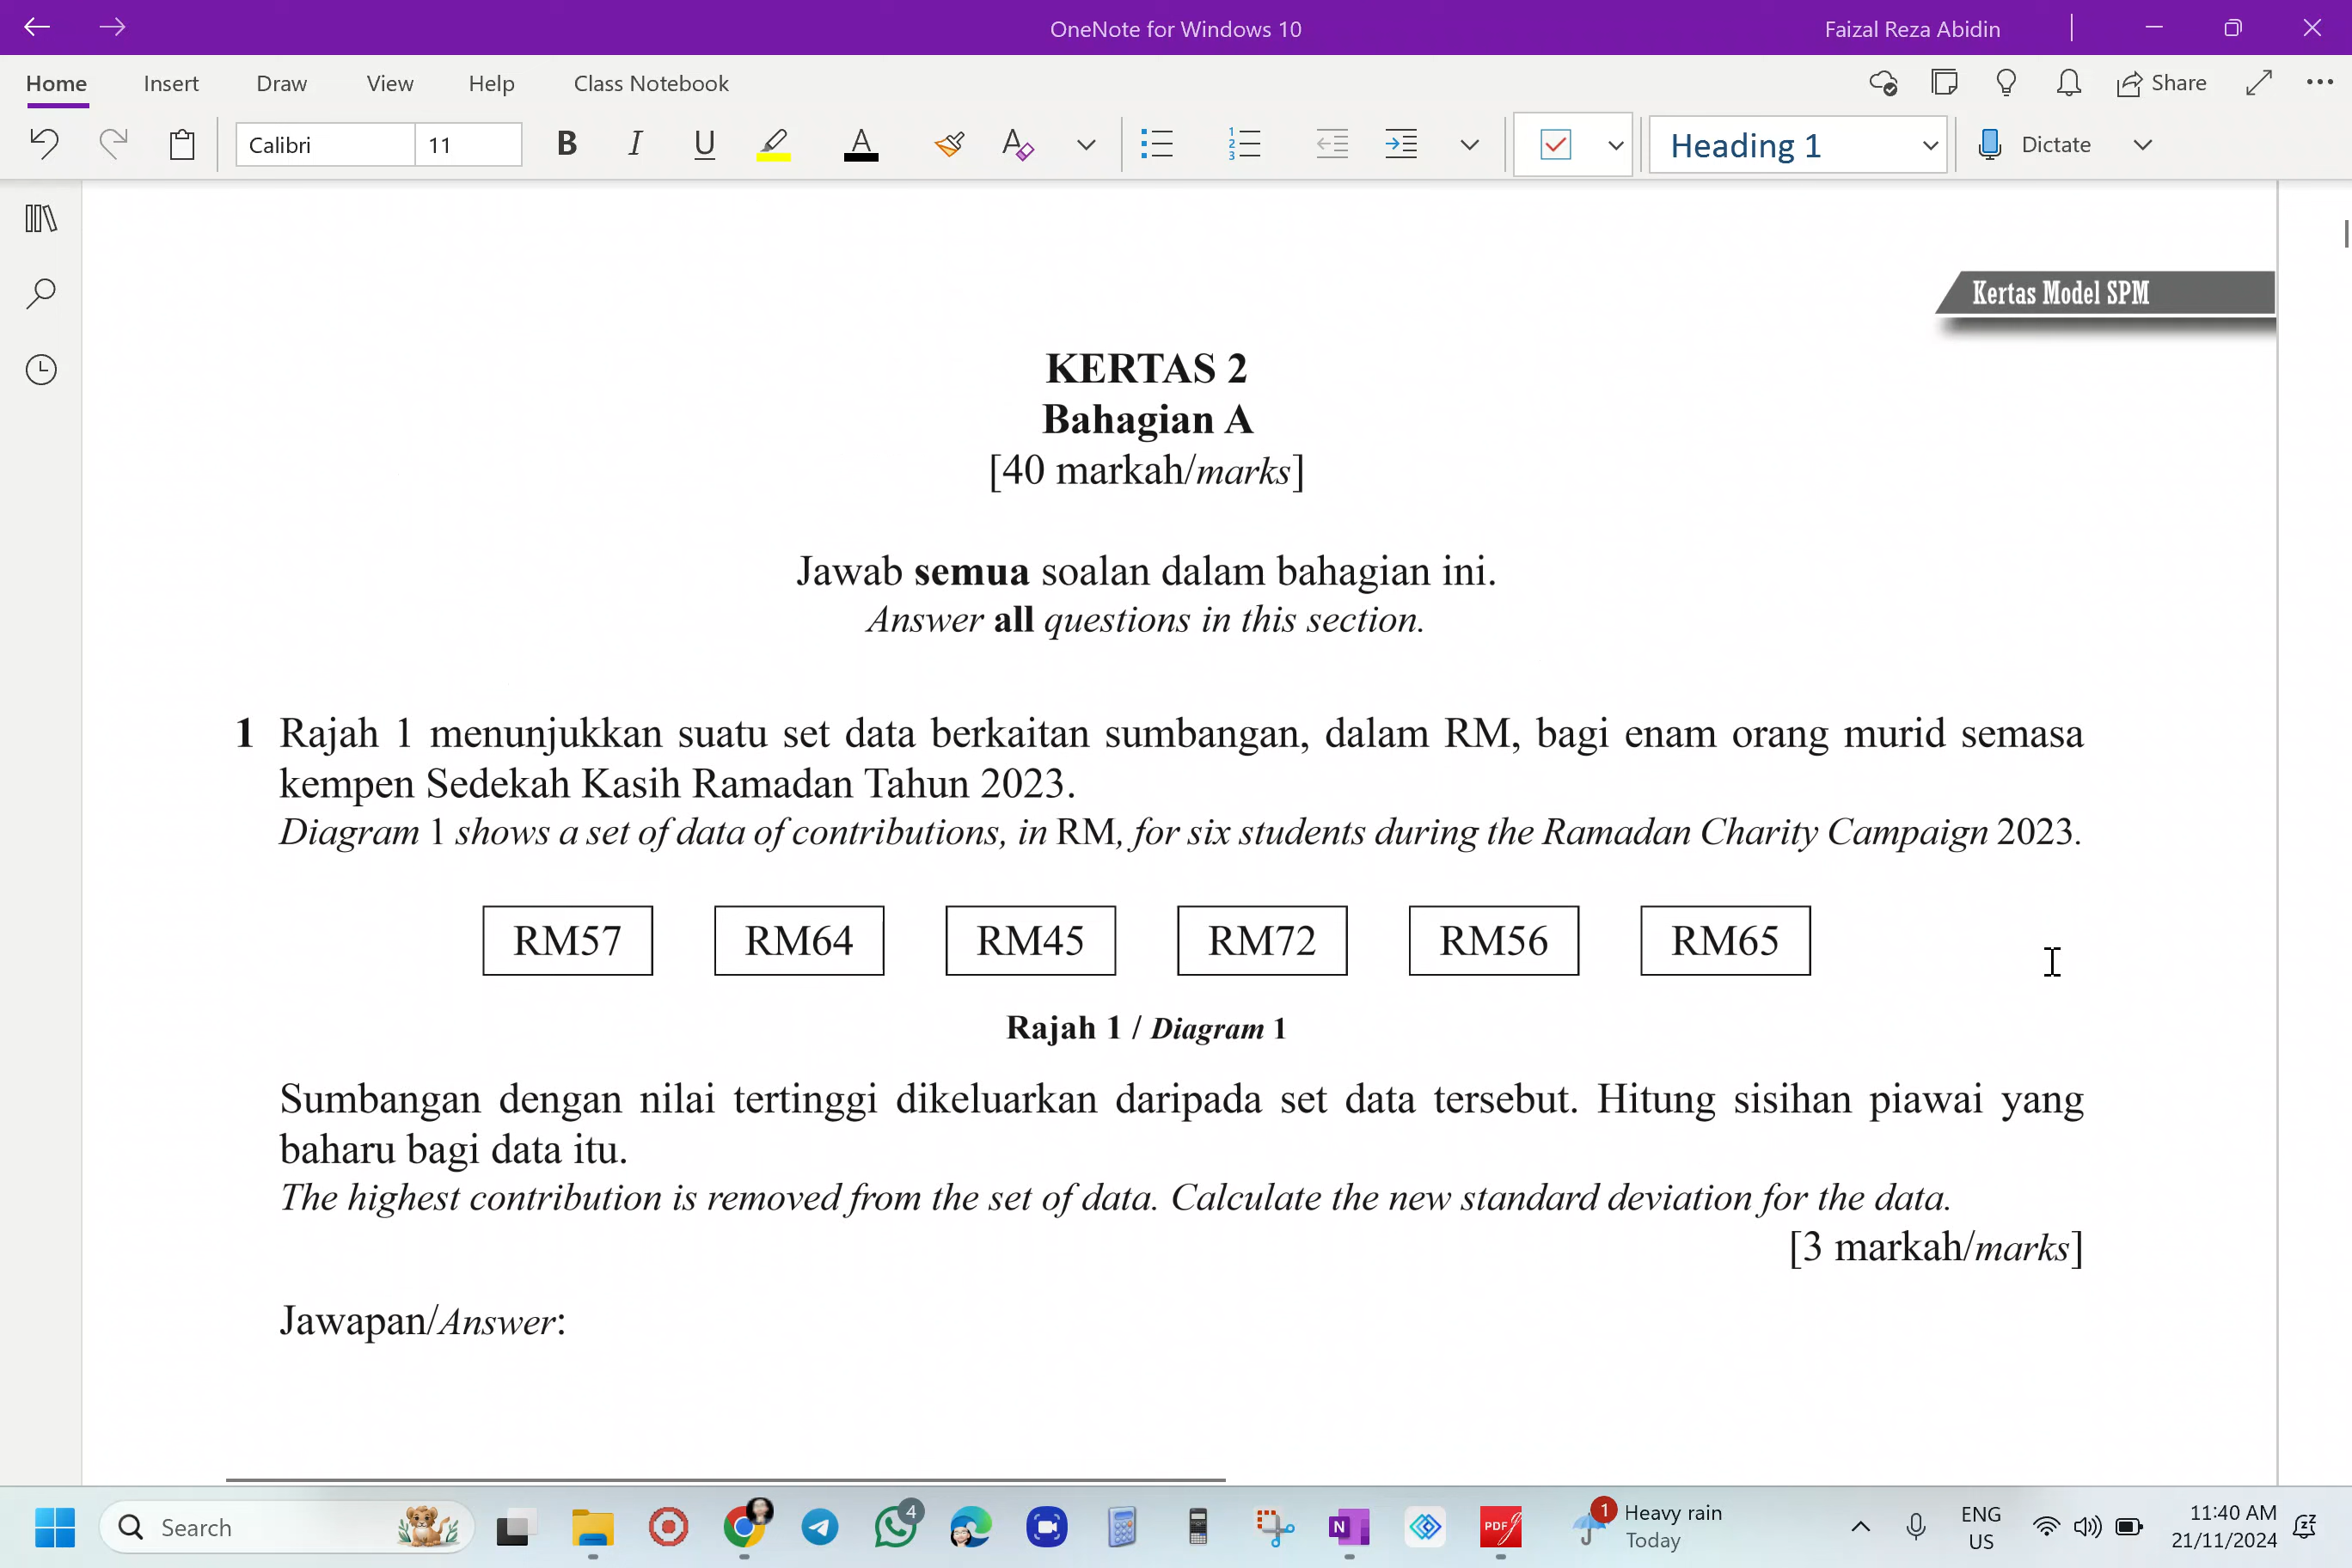 OneNote for Windows 10
Faizal Reza Abidin
Home Insert Draw View Help Class Notebook
Share
Calibri 11 B I U A A
Heading 1
Dictate
Kertas Model SPM
KERTAS 2
Bahagian A
[40 markah/marks]
Jawab semua soalan dalam bahagian ini.
Answer all questions in this section.
1 Rajah 1 menunjukkan suatu set data berkaitan sumbangan, dalam RM, bagi enam orang murid semasa
kempen Sedekah Kasih Ramadan Tahun 2023.
Diagram 1 shows a set of data of contributions, in RM, for six students during the Ramadan Charity Campaign 2023.
RM57 RM64 RM45 RM72 RM56 RM65
Rajah 1 / Diagram 1
Sumbangan dengan nilai tertinggi dikeluarkan daripada set data tersebut. Hitung sisihan piawai yang
baharu bagi data itu.
The highest contribution is removed from the set of data. Calculate the new standard deviation for the data.
[3 markah/marks]
Jawapan/Answer:
Search
4
N
PDF
1
Heavy rain
Today
ENG
US
11:40 AM
21/11/2024